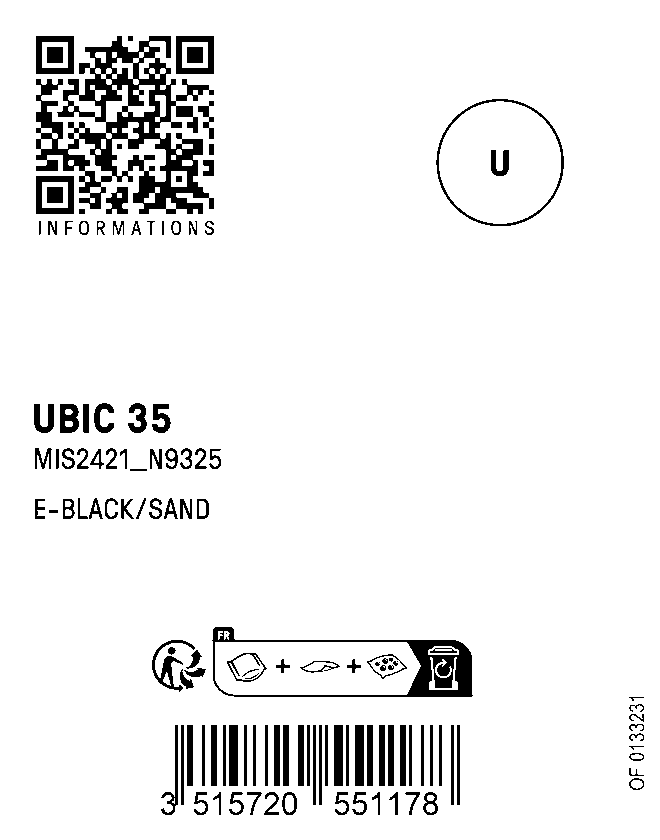 INFORMATIONS
U
UBIC 35
MIS2421_N9325
E-BLACK/SAND
FR
3 515720 551178
OF 0133231